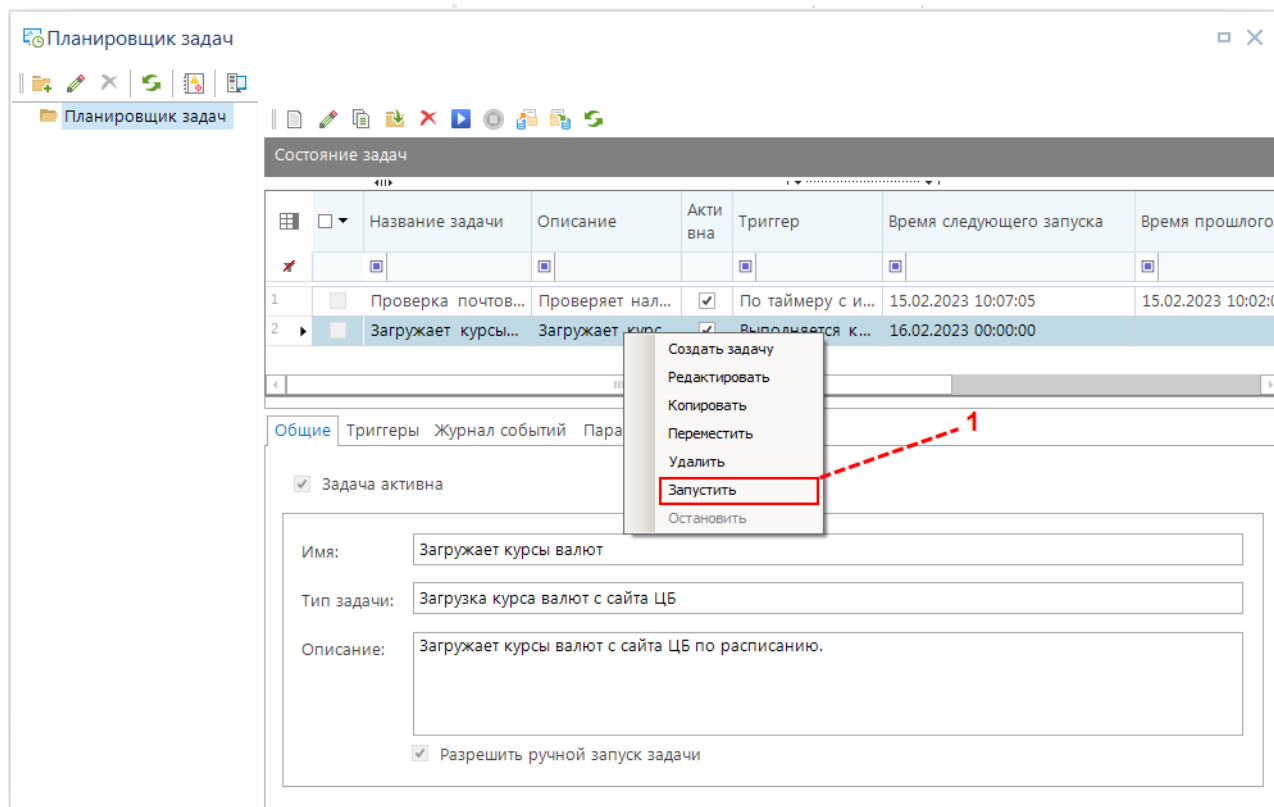 Планировщик задач
Планировщик задач
Состояние задач
Название задачи Описание Акти вна Триггер Время следующего запуска Время прошлого
1 Проверка почтов... Проверяет нал... По таймеру с и... 15.02.2023 10:07:05 15.02.2023 10:02:0
2 Загружает курсы... Загружает курс Выполняется к... 16.02.2023 00:00:00
Создать задачу
Редактировать
Копировать
Переместить
Удалить
Запустить
Остановить
1
Общие Триггеры Журнал событий Пара
Задача активна
Имя: Загружает курсы валют
Тип задачи: Загрузка курса валют с сайта ЦБ
Описание: Загружает курсы валют с сайта ЦБ по расписанию.
Разрешить ручной запуск задачи